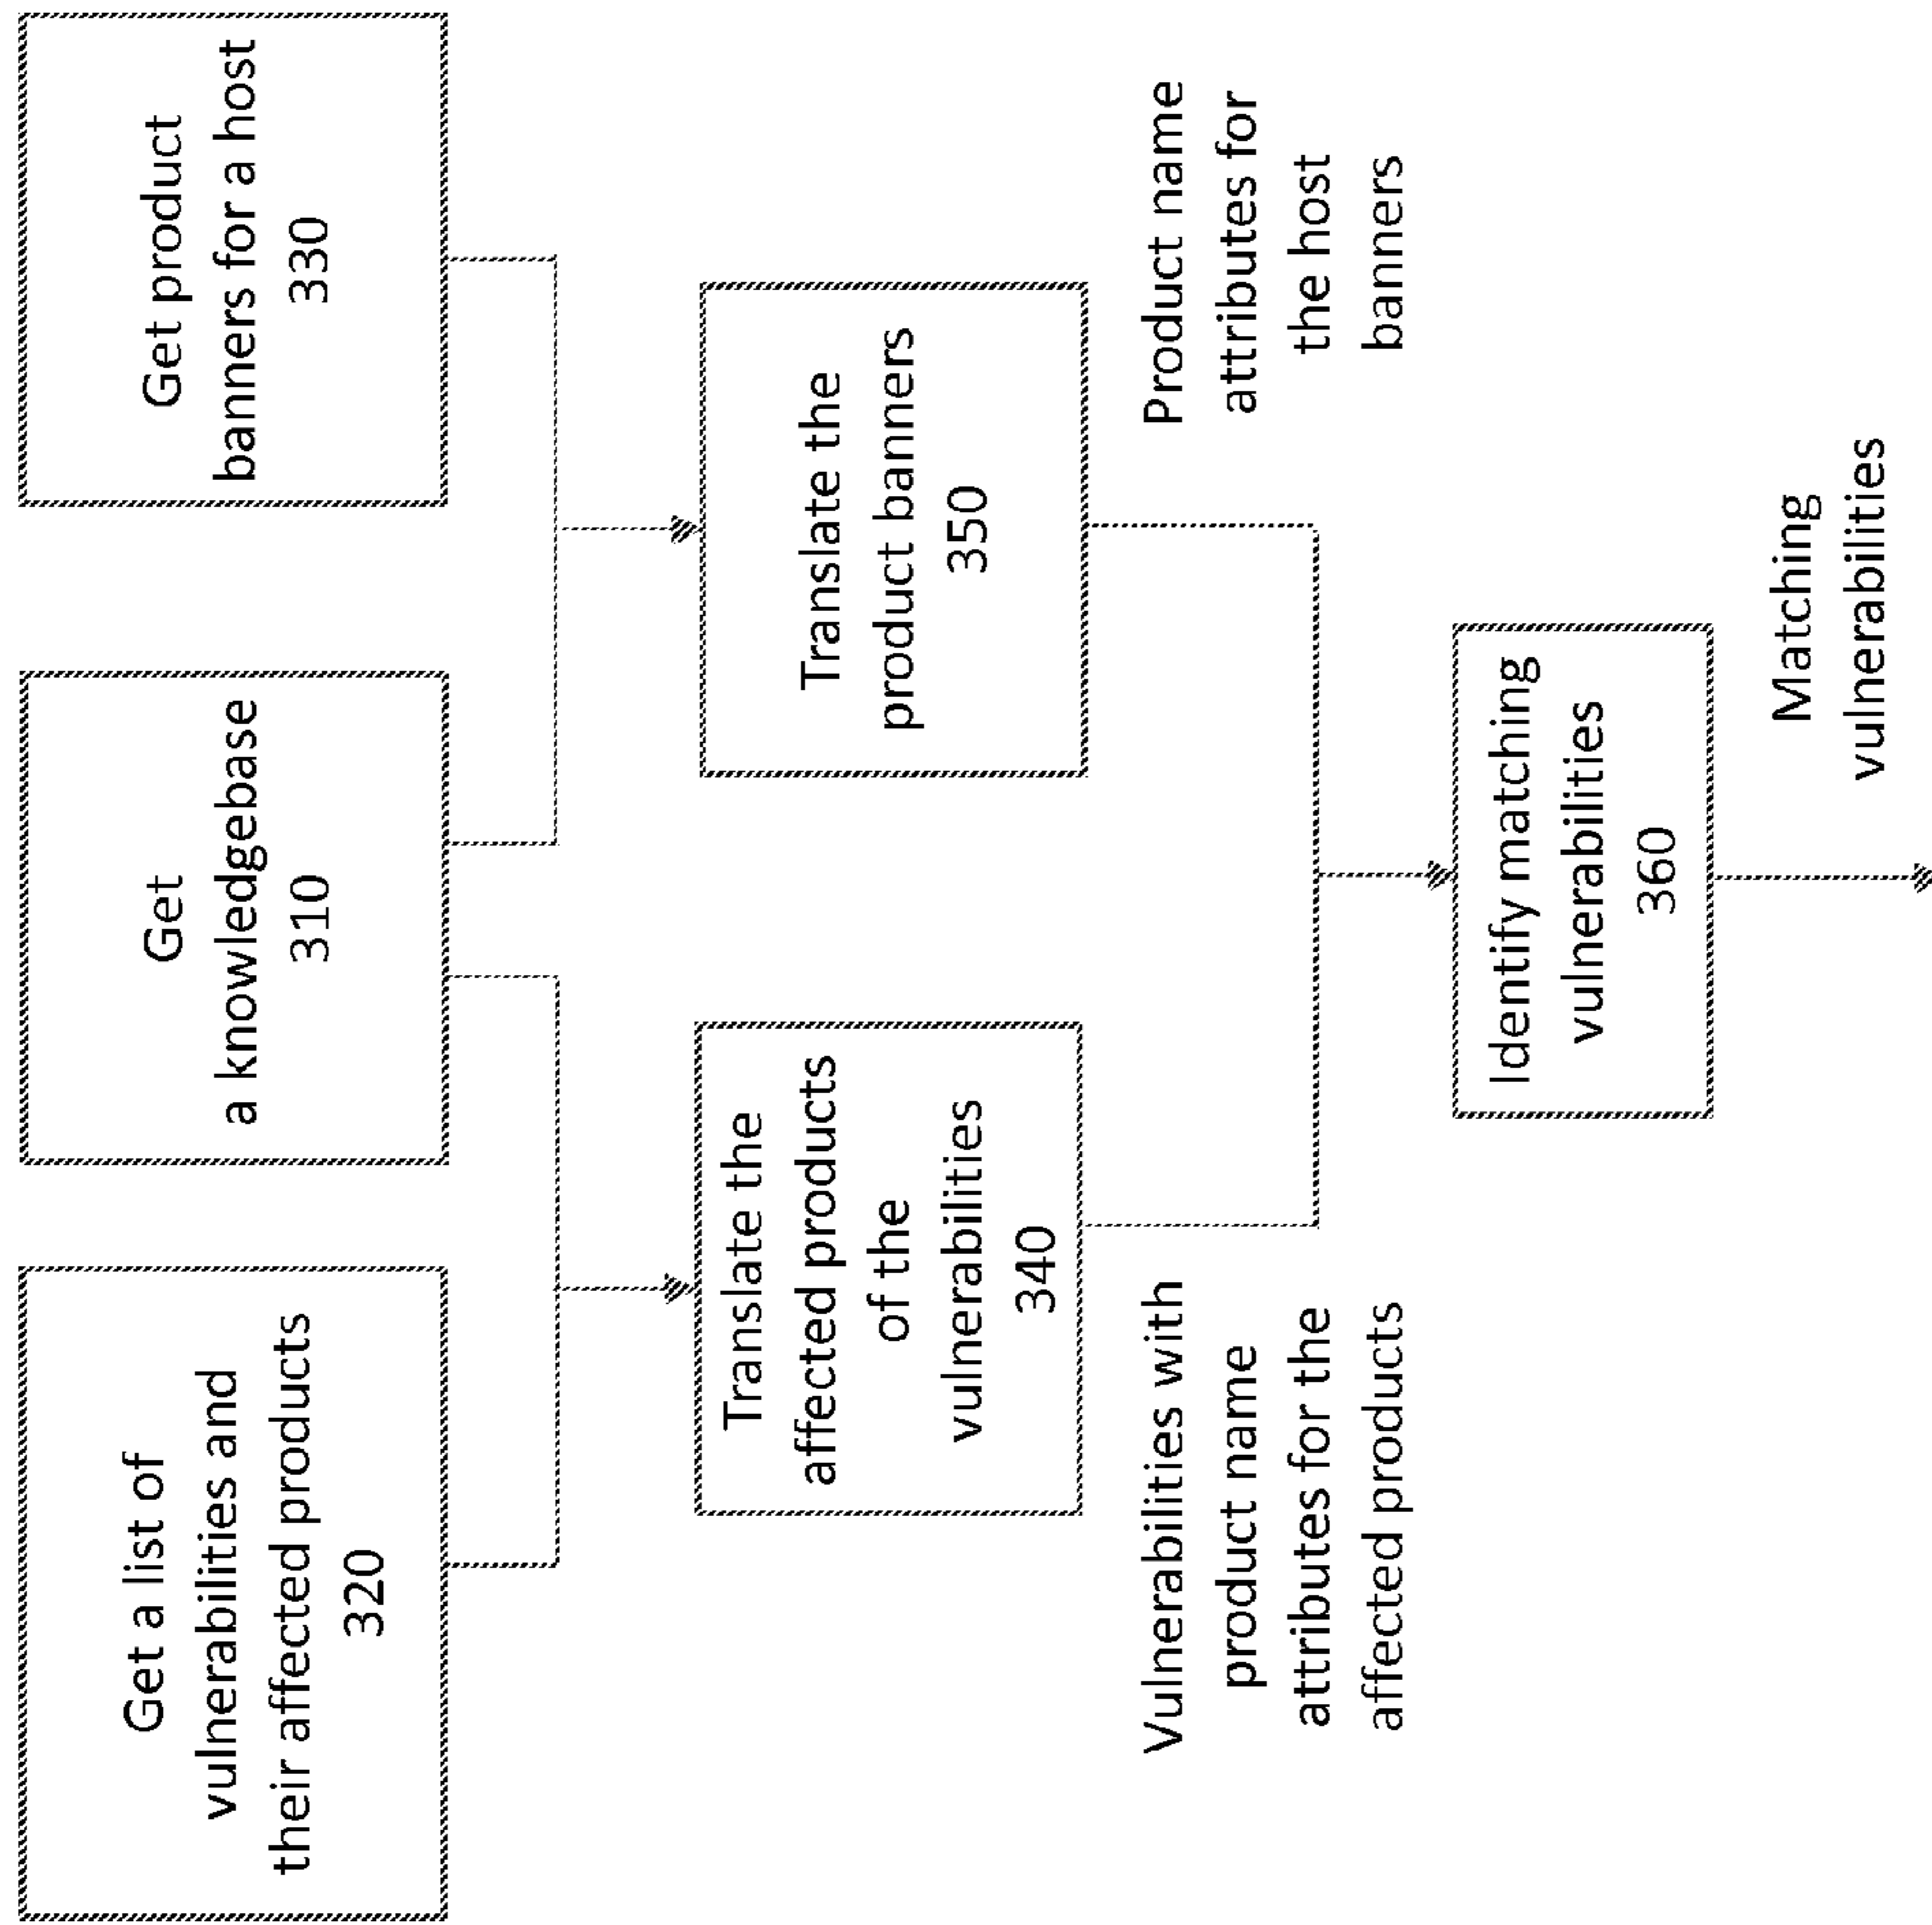 Get a list of
vulnerabilities and
their affected products
320
Get
a knowledgebase
310
Get product
banners for a host
330
Translate the
affected products
of the
vulnerabilities
340
Translate the
product banners
350
Vulnerabilities with
product name
attributes for the
affected products
Product name
attributes for
the host
banners
Identify matching
vulnerabilities
360
Matching
vulnerabilities